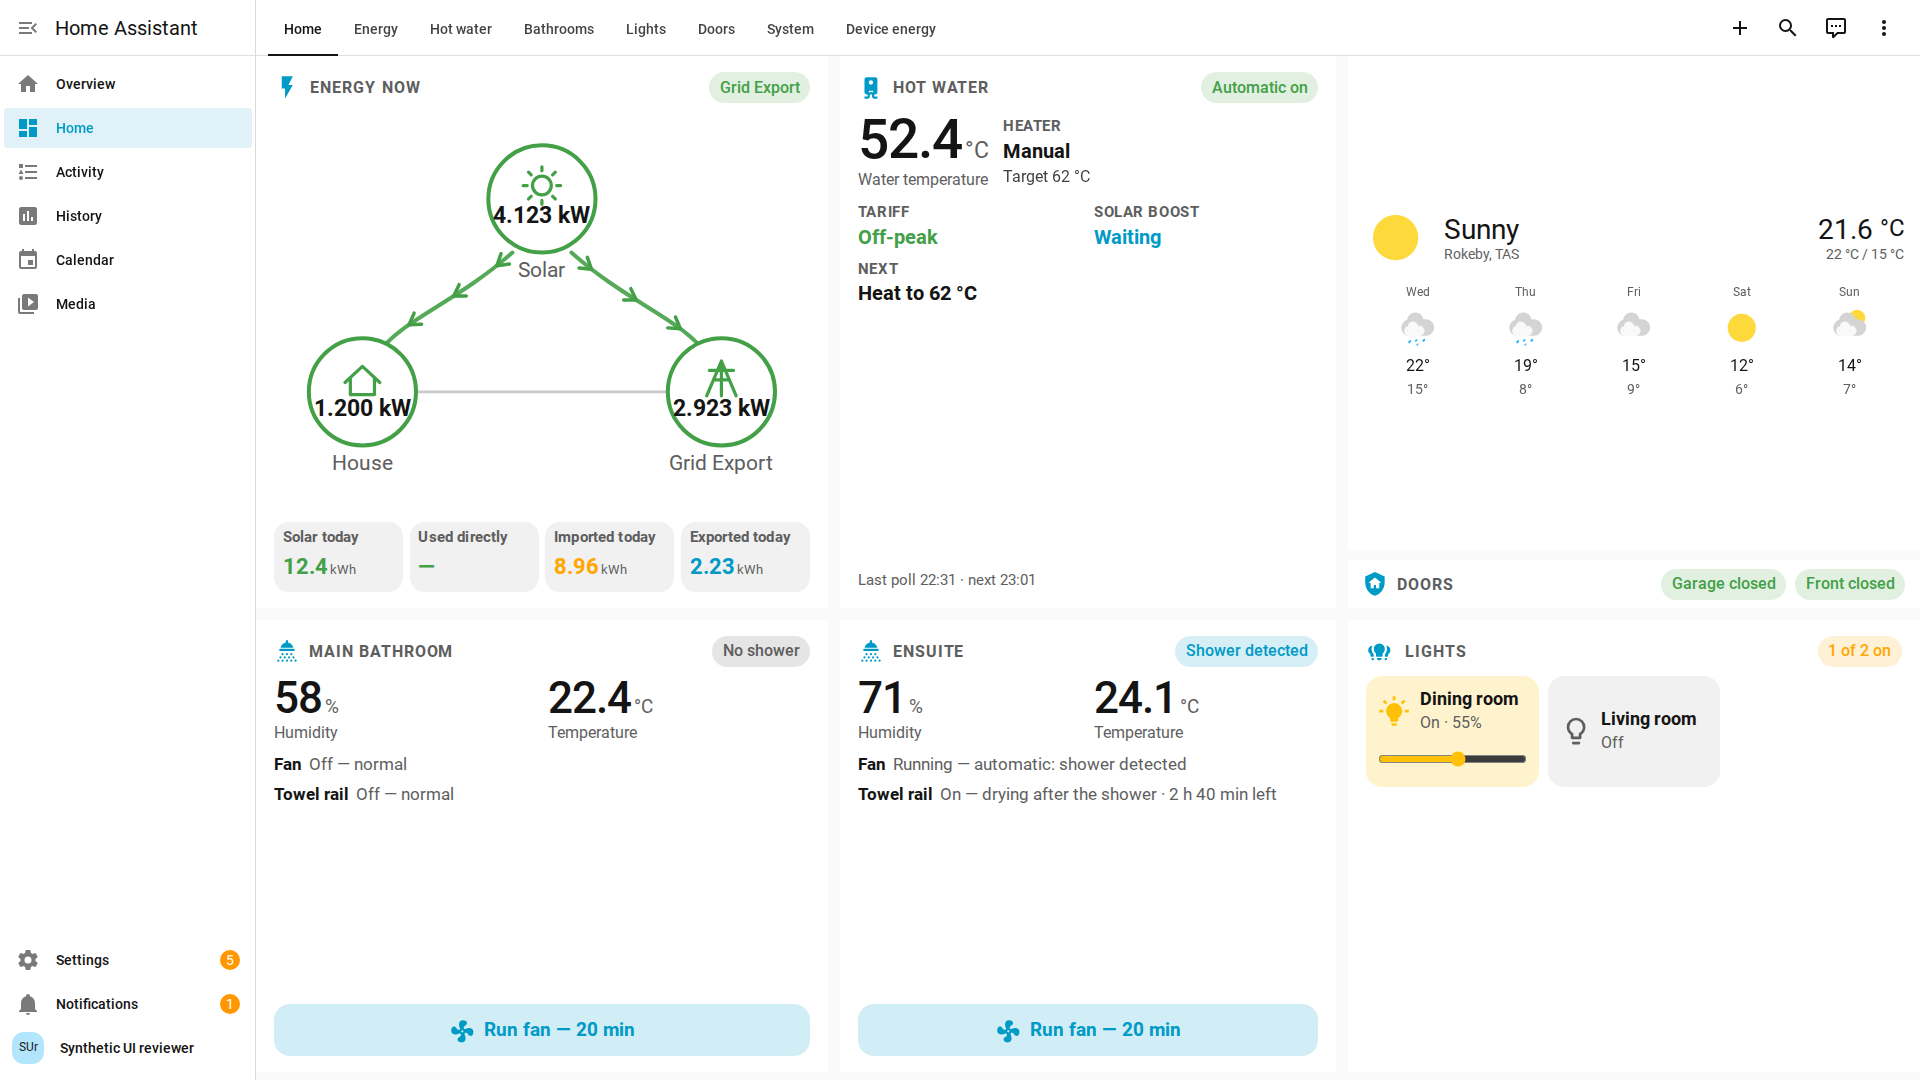 Home Assistant
Home
Energy
Hot water
Bathrooms
Lights
Doors
System
Device energy
Overview
Home
Activity
History
Calendar
Media
Settings
5
Notifications
1
SUr
Synthetic UI reviewer
ENERGY NOW
Grid Export
4.123 kW
Solar
1.200 kW
House
2.923 kW
Grid Export
Solar today
12.4 kWh
Used directly
—
Imported today
8.96 kWh
Exported today
2.23 kWh
HOT WATER
Automatic on
52.4 °C
Water temperature
HEATER
Manual
Target 62 °C
TARIFF
Off-peak
SOLAR BOOST
Waiting
NEXT
Heat to 62 °C
Last poll 22:31 · next 23:01
Sunny
Rokeby, TAS
21.6 °C
22 °C / 15 °C
Wed
Thu
Fri
Sat
Sun
22°
19°
15°
12°
14°
15°
8°
9°
6°
7°
DOORS
Garage closed
Front closed
MAIN BATHROOM
No shower
58 %
Humidity
22.4 °C
Temperature
Fan Off — normal
Towel rail Off — normal
Run fan — 20 min
ENSUITE
Shower detected
71 %
Humidity
24.1 °C
Temperature
Fan Running — automatic: shower detected
Towel rail On — drying after the shower · 2 h 40 min left
Run fan — 20 min
LIGHTS
1 of 2 on
Dining room
On · 55%
Living room
Off